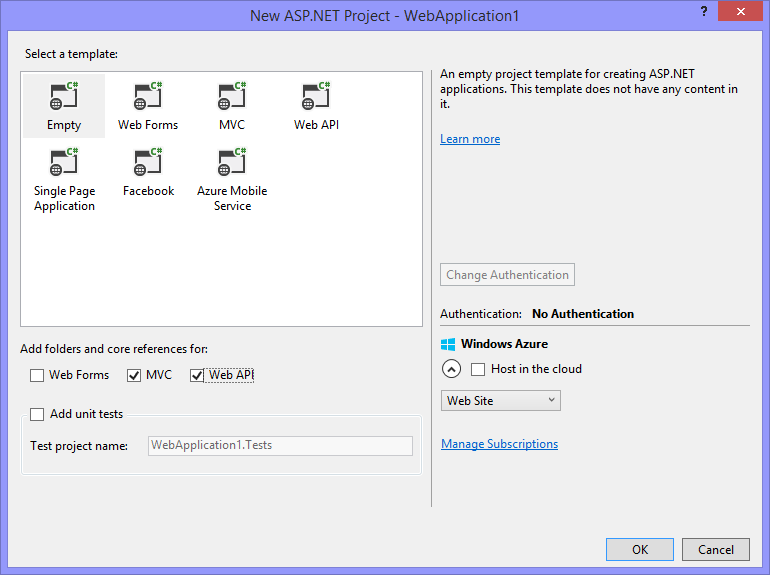 New ASP.NET Project - WebApplication1
?
Select a template:
C#
C#
C#
C#
Empty
Web Forms
MVC
Web API
C#
C#
C#
Single Page
Application
Facebook
Azure Mobile
Service
An empty project template for creating ASP.NET
applications. This template does not have any content in
it.
Learn more
Change Authentication
Authentication: No Authentication
Windows Azure
Host in the cloud
Web Site
Manage Subscriptions
Add folders and core references for:
Web Forms
MVC
Web API
Add unit tests
Test project name:
WebApplication1.Tests
OK
Cancel